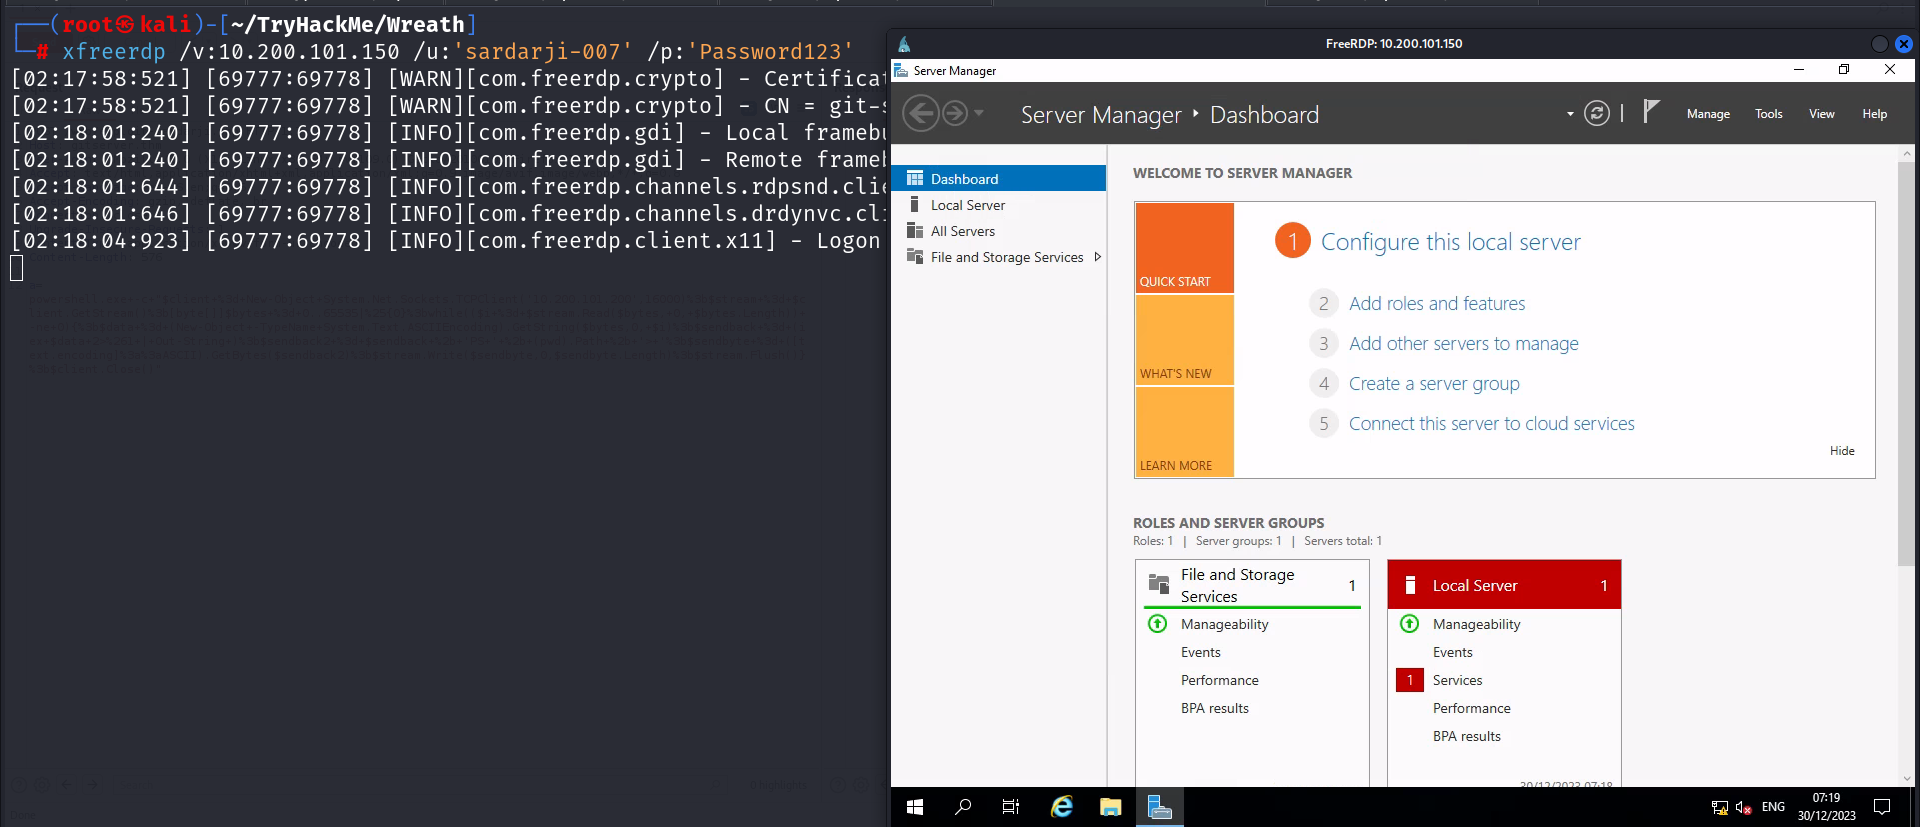 (root㉿kali)-[~/TryHackMe/Wreath]
# xfreerdp /v:10.200.101.150 /u:'sardarji-007' /p:'Password123'
[02:17:58:521] [69777:69778] [WARN][com.freerdp.crypto] - Certificat
[02:17:58:521] [69777:69778] [WARN][com.freerdp.crypto] - CN = git-s
[02:18:01:240] [69777:69778] [INFO][com.freerdp.gdi] - Local framebu
[02:18:01:240] [69777:69778] [INFO][com.freerdp.gdi] - Remote frameb
[02:18:01:644] [69777:69778] [INFO][com.freerdp.channels.rdpsnd.clie
[02:18:01:646] [69777:69778] [INFO][com.freerdp.channels.drdynvc.cli
[02:18:04:923] [69777:69778] [INFO][com.freerdp.client.x11] - Logon
FreeRDP: 10.200.101.150
Server Manager
Server Manager ‣ Dashboard
Manage Tools View Help
Dashboard
Local Server
All Servers
File and Storage Services
WELCOME TO SERVER MANAGER
QUICK START
WHAT'S NEW
LEARN MORE
1 Configure this local server
2 Add roles and features
3 Add other servers to manage
4 Create a server group
5 Connect this server to cloud services
Hide
ROLES AND SERVER GROUPS
Roles: 1 | Server groups: 1 | Servers total: 1
File and Storage
Services
1
Manageability
Events
Performance
BPA results
Local Server 1
Manageability
Events
1 Services
Performance
BPA results
30/12/2023 07:18
ENG
07:19
30/12/2023